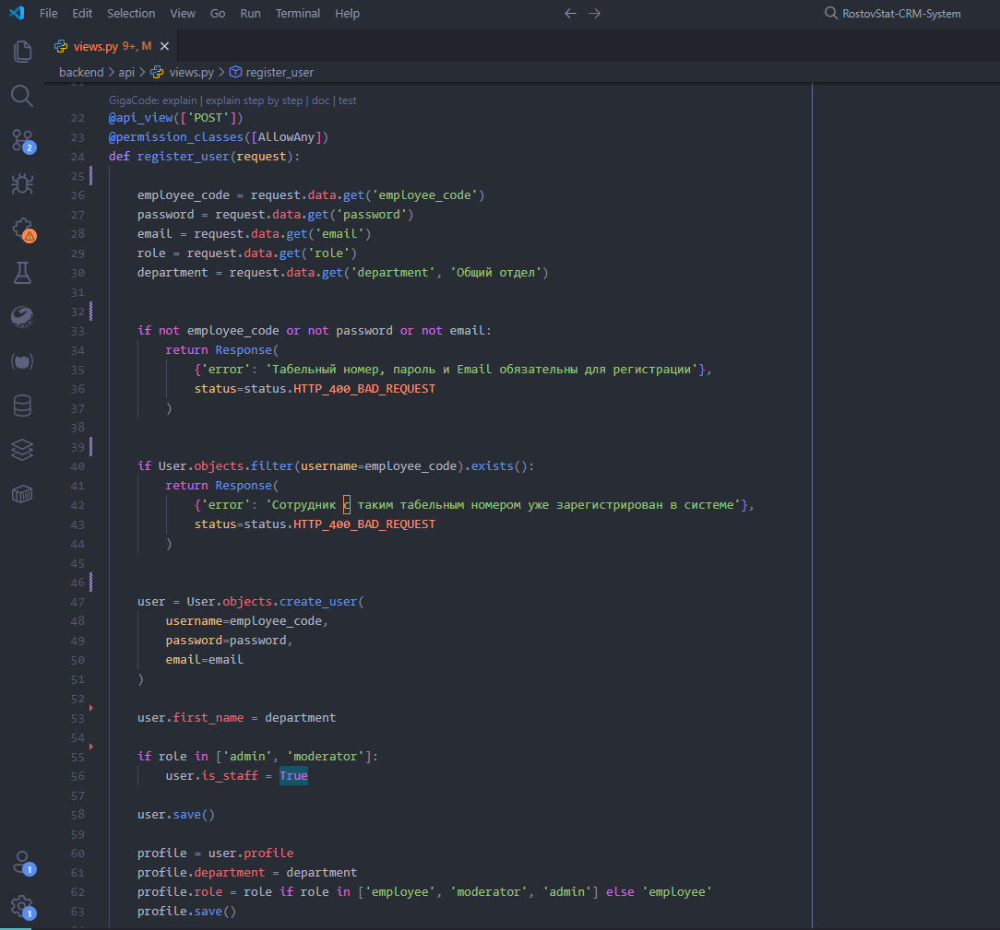 File Edit Selection View Go Run Terminal Help
RostovStat-CRM-System
views.py 9+, M
backend > api > views.py > register_user
21
GigaCode: explain | explain step by step | doc | test
22 @api_view(['POST'])
23 @permission_classes([AllowAny])
24 def register_user(request):
25
26 employee_code = request.data.get('employee_code')
27 password = request.data.get('password')
28 email = request.data.get('email')
29 role = request.data.get('role')
30 department = request.data.get('department', 'Общий отдел')
31
32
33 if not employee_code or not password or not email:
34 return Response(
35 {'error': 'Табельный номер, пароль и Email обязательны для регистрации'},
36 status=status.HTTP_400_BAD_REQUEST
37 )
38
39
40 if User.objects.filter(username=employee_code).exists():
41 return Response(
42 {'error': 'Сотрудник с таким табельным номером уже зарегистрирован в системе'},
43 status=status.HTTP_400_BAD_REQUEST
44 )
45
46
47 user = User.objects.create_user(
48 username=employee_code,
49 password=password,
50 email=email
51 )
52
53 user.first_name = department
54
55 if role in ['admin', 'moderator']:
56 user.is_staff = True
57
58 user.save()
59
60 profile = user.profile
61 profile.department = department
62 profile.role = role if role in ['employee', 'moderator', 'admin'] else 'employee'
63 profile.save()
2
1
1